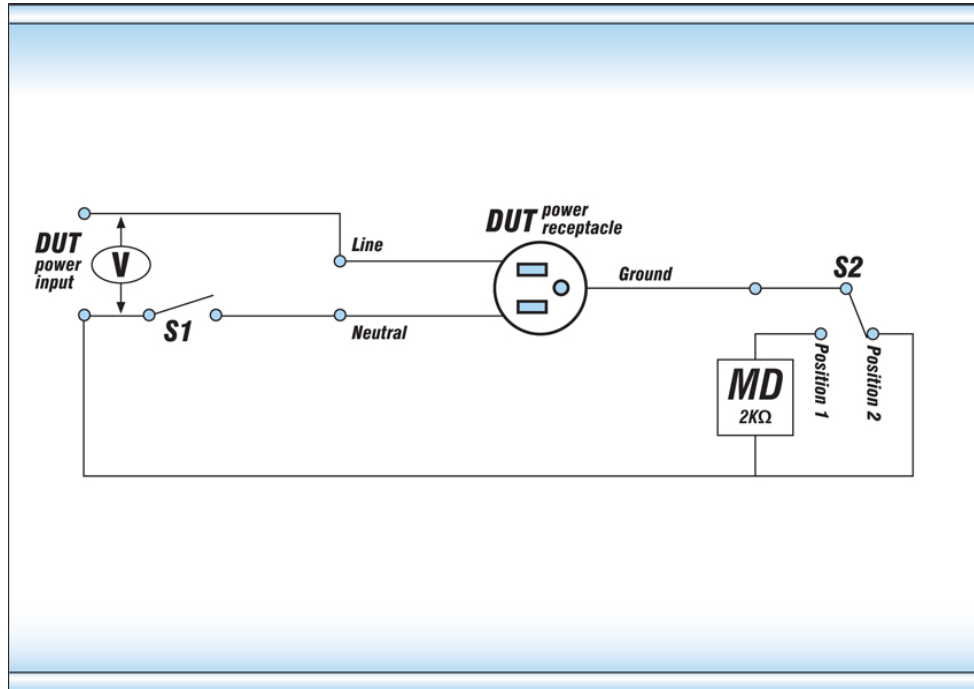 DUT
power
input
V
S1
Line
Neutral
DUT power
receptacle
Ground
S2
MD
2KΩ
Position 1
Position 2